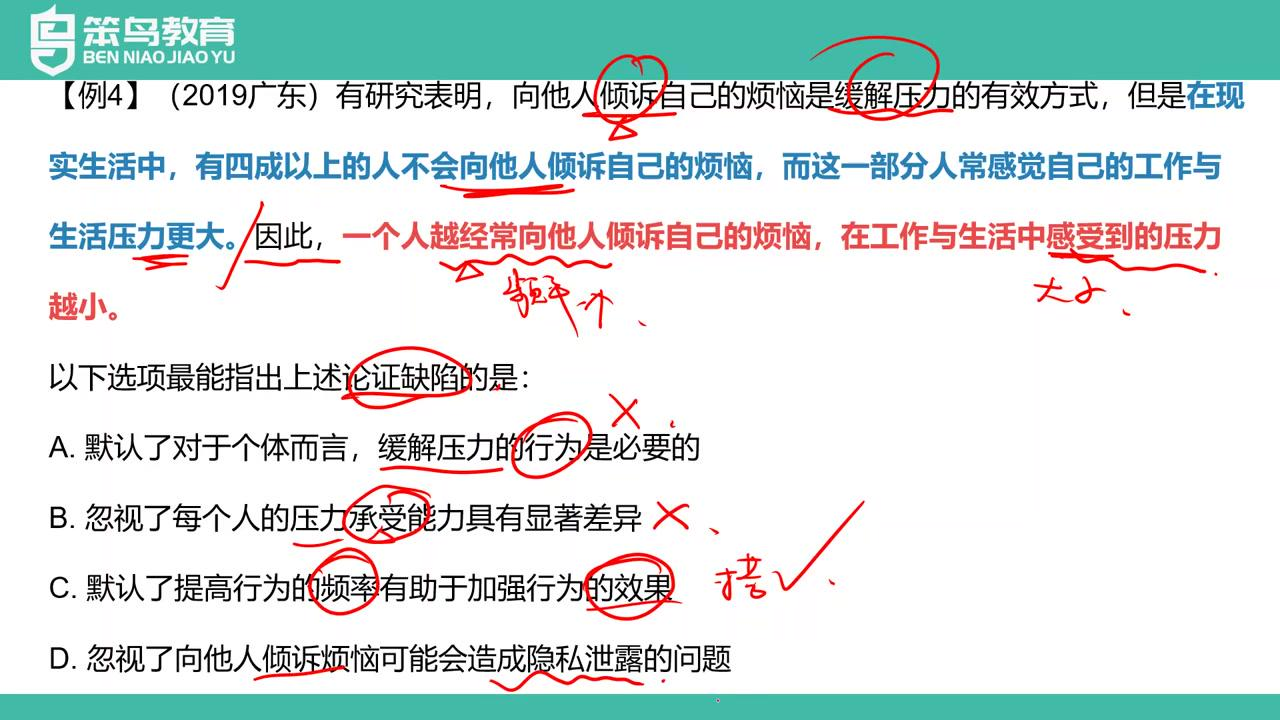 笨鸟教育
BEN NIAO JIAO YU
【例4】（2019广东）有研究表明，向他人倾诉自己的烦恼是缓解压力的有效方式，但是在现
实生活中，有四成以上的人不会向他人倾诉自己的烦恼，而这一部分人常感觉自己的工作与
生活压力更大。因此，一个人越经常向他人倾诉自己的烦恼，在工作与生活中感受到的压力
频率
大小
越小。
以下选项最能指出上述论证缺陷的是：
A. 默认了对于个体而言，缓解压力的行为是必要的
B. 忽视了每个人的压力承受能力具有显著差异
C. 默认了提高行为的频率有助于加强行为的效果
搭
D. 忽视了向他人倾诉烦恼可能会造成隐私泄露的问题